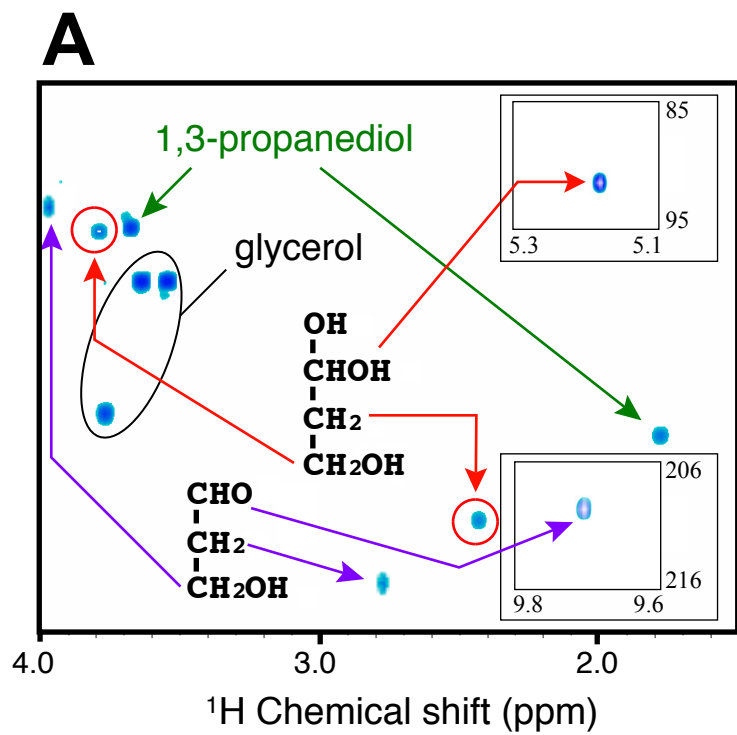 A
1,3-propanediol
85
95
5.3 5.1
glycerol
OH
CHOH
CH2
CH2OH
206
CHO
CH2
CH2OH
216
9.8 9.6
4.0 3.0 2.0
¹H Chemical shift (ppm)